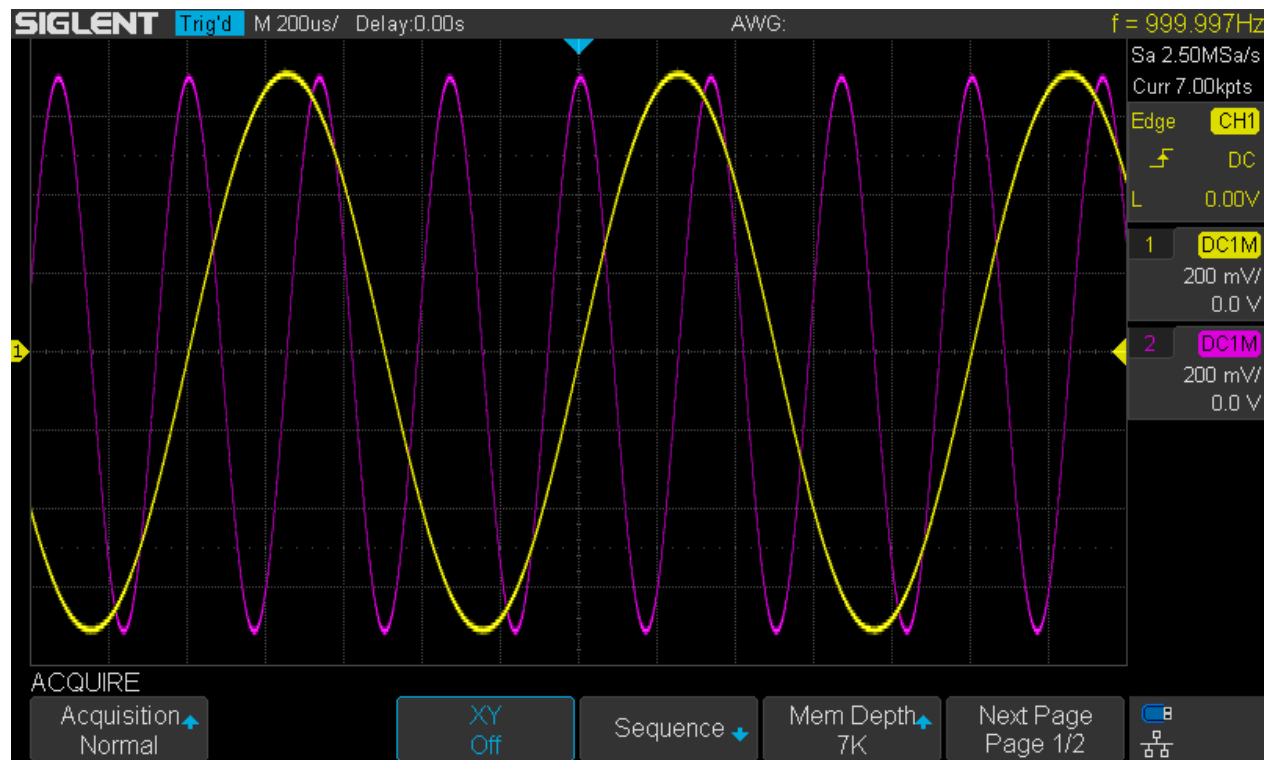 SIGLENT Trig'd M 200us/ Delay:0.00s AWG: f = 999.997Hz
Sa 2.50MSa/s
Curr 7.00kpts
Edge CH1
DC
L 0.00V
1 DC1M
200 mV/
0.0 V
1
2 DC1M
200 mV/
0.0 V
ACQUIRE
Acquisition
Normal
XY
Off
Sequence
Mem Depth
7K
Next Page
Page 1/2